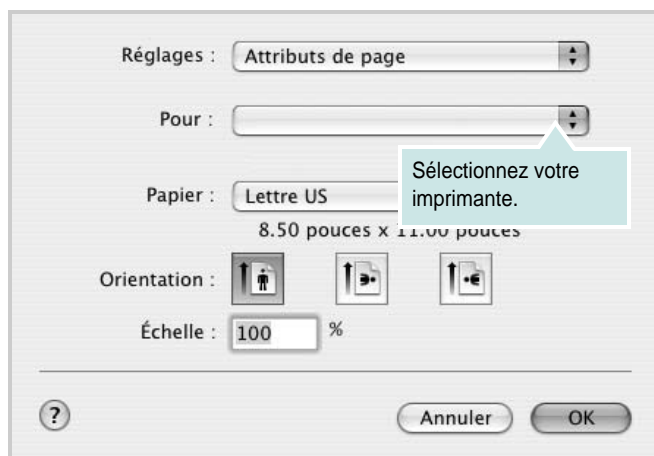 Réglages : Attributs de page
Pour :
Sélectionnez votre
imprimante.
Papier : Lettre US
8.50 pouces x 11.00 pouces
Orientation :
Échelle : 100 %
? Annuler OK